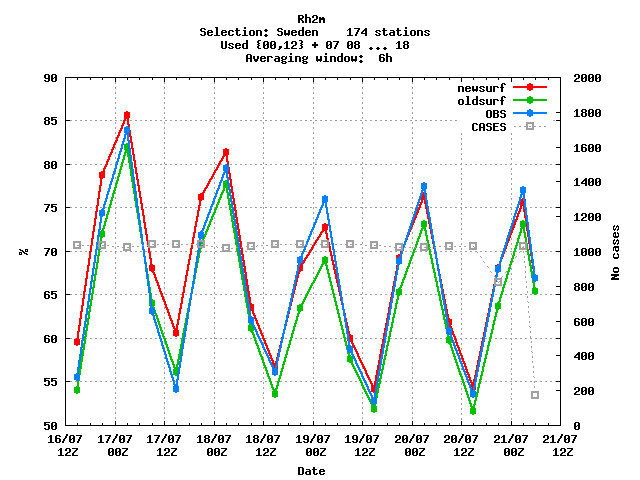 Rh2m
Selection: Sweden    174 stations
Used {00,12} + 07 08 ... 18
Averaging window:  6h
90 2000
newsurf
oldsurf
OBS
CASES
85 1800
80 1600
1400
75 1200
70 1000
65 800
60 600
400
55 200
50 0
% No cases
16/07 17/07 17/07 18/07 18/07 19/07 19/07 20/07 20/07 21/07 21/07
12Z 00Z 12Z 00Z 12Z 00Z 12Z 00Z 12Z 00Z 12Z
Date